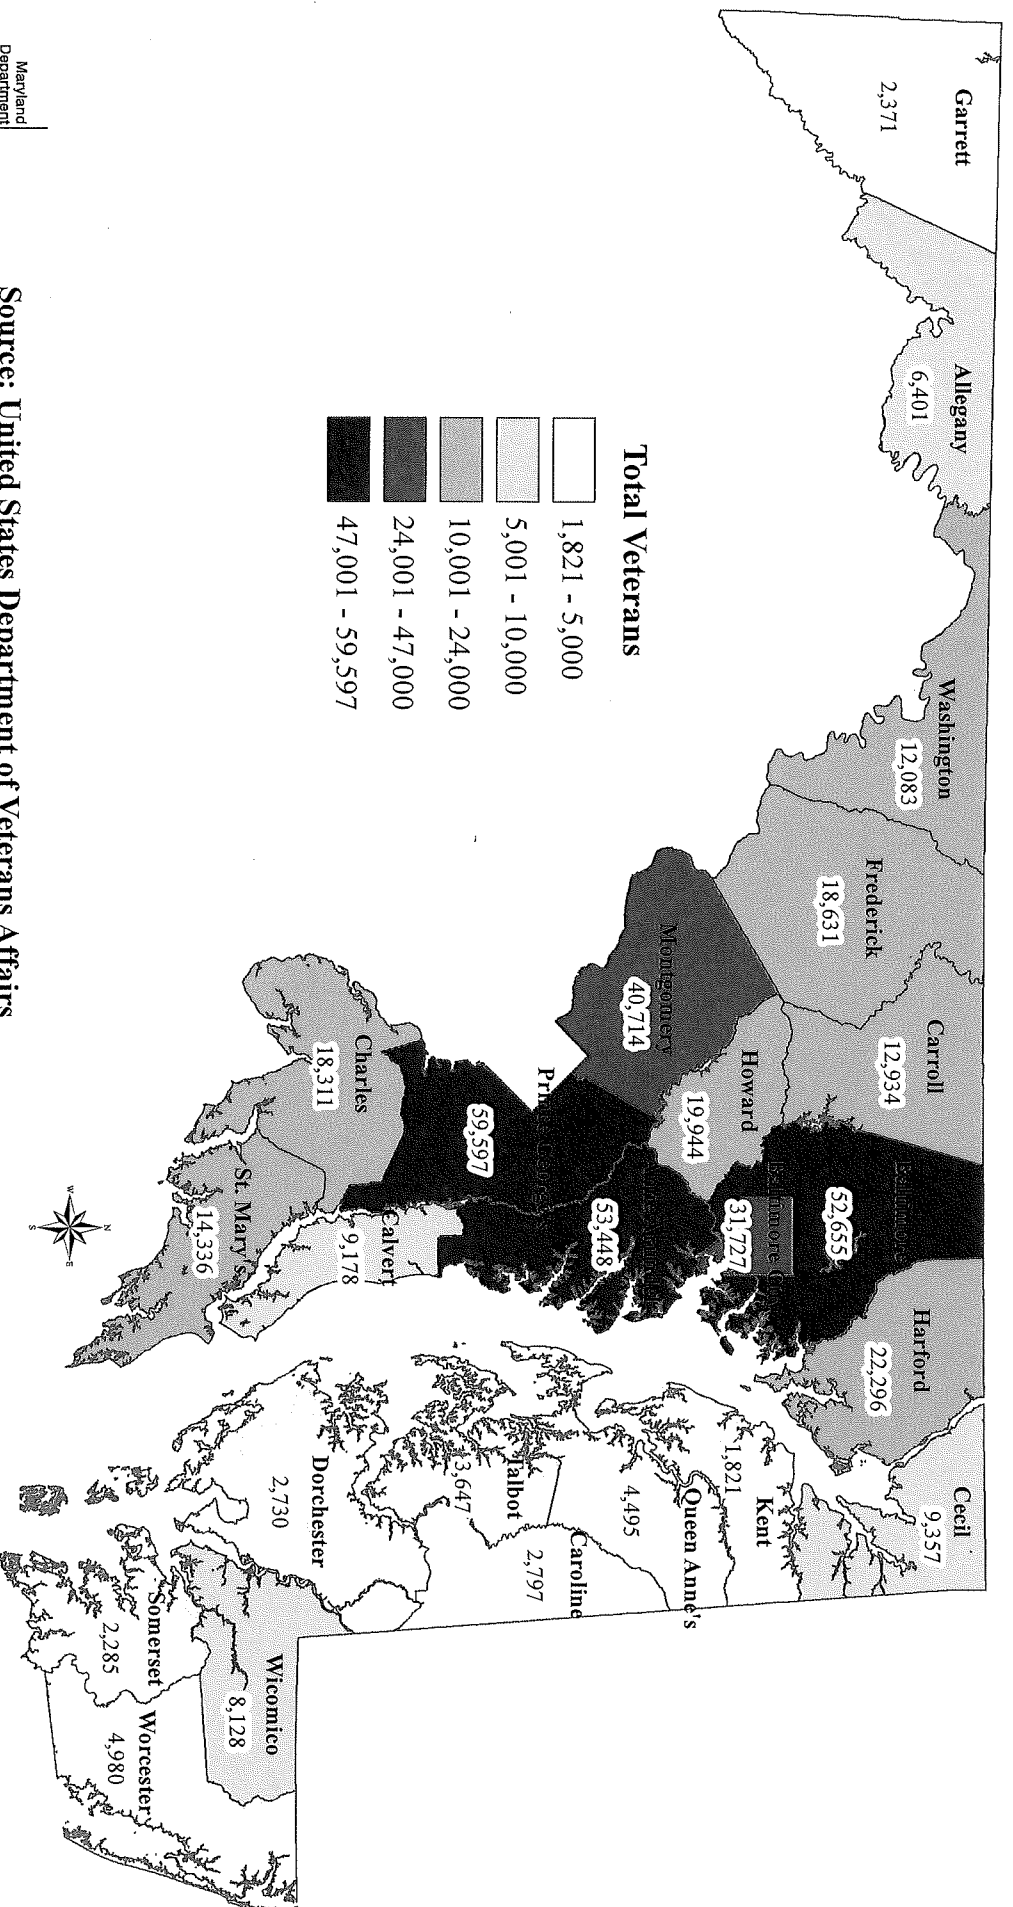 Garrett
2,371
Allegany
6,401
Washington
12,083
Frederick
18,631
Carroll
12,934
Baltimore
52,655
Harford
22,296
Cecil
9,357
Montgomery
40,714
Howard
19,944
Baltimore
31,727
Kent
1,821
Queen Anne's
4,495
53,448
59,597
Talbot
3,647
Caroline
2,797
Charles
18,311
Calvert
9,178
St. Mary's
14,336
Dorchester
2,730
Wicomico
8,128
Somerset
2,285
Worcester
4,980
Total Veterans
1,821 - 5,000
5,001 - 10,000
10,001 - 24,000
24,001 - 47,000
47,001 - 59,597
N
W
E
S
Maryland
Department
Source: United States Department of Veterans Affairs